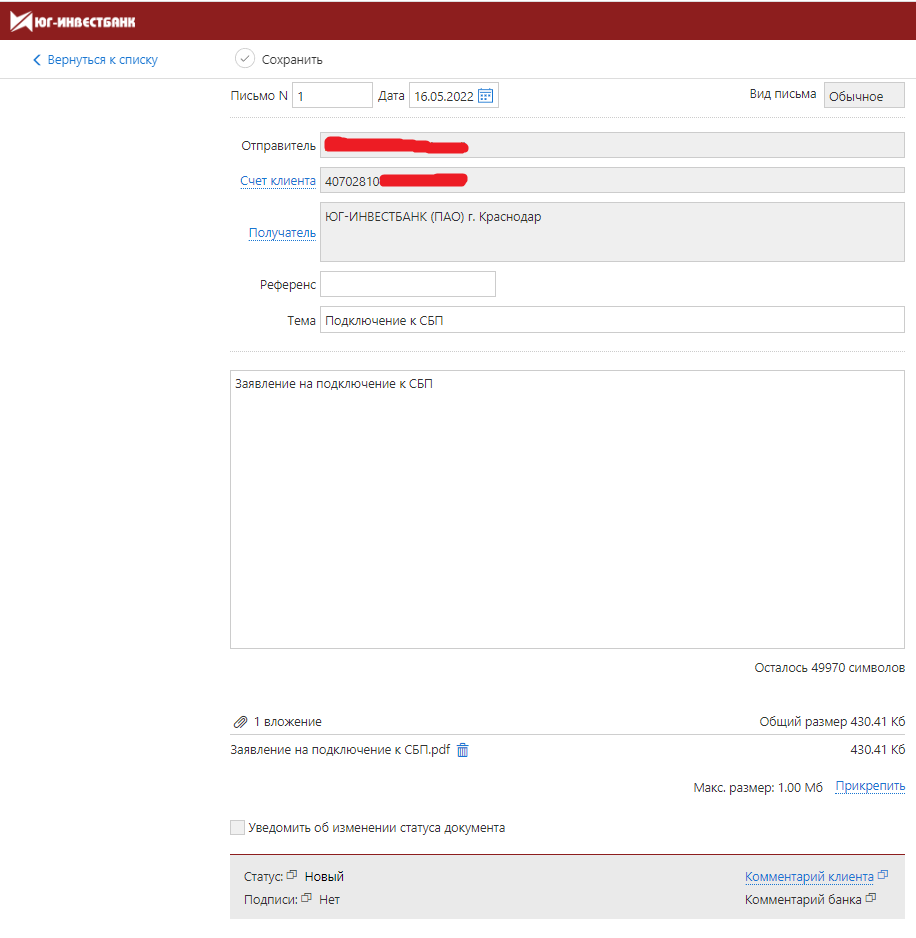 ЮГ-ИНВЕСТБАНК
Вернуться к списку
Сохранить
Письмо N 1 Дата 16.05.2022 Вид письма Обычное
Отправитель
Счет клиента 40702810
Получатель ЮГ-ИНВЕСТБАНК (ПАО) г. Краснодар
Референс
Тема Подключение к СБП
Заявление на подключение к СБП
Осталось 49970 символов
1 вложение Общий размер 430.41 Кб
Заявление на подключение к СБП.pdf 430.41 Кб
Макс. размер: 1.00 Мб Прикрепить
Уведомить об изменении статуса документа
Статус: Новый Комментарий клиента
Подписи: Нет Комментарий банка